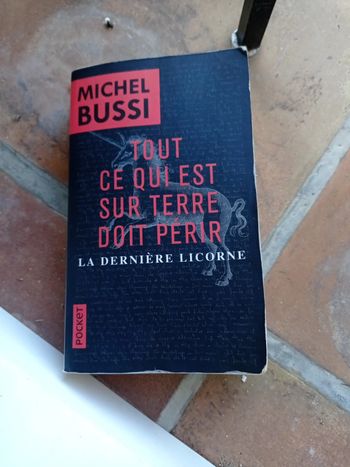 MICHEL
BUSSI
TOUT
CE QUI EST
SUR TERRE
DOIT PÉRIR
LA DERNIÈRE LICORNE
POCKET